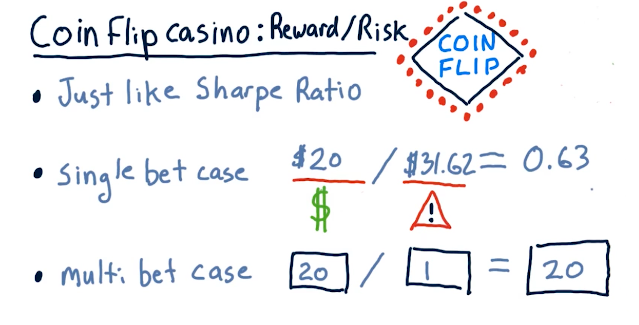 Coin Flip casino: Reward/Risk
COIN
FLIP
• Just like Sharpe Ratio
• Single bet case $20 / $31.62 = 0.63
$ !
• multi bet case 20 / 1 = 20